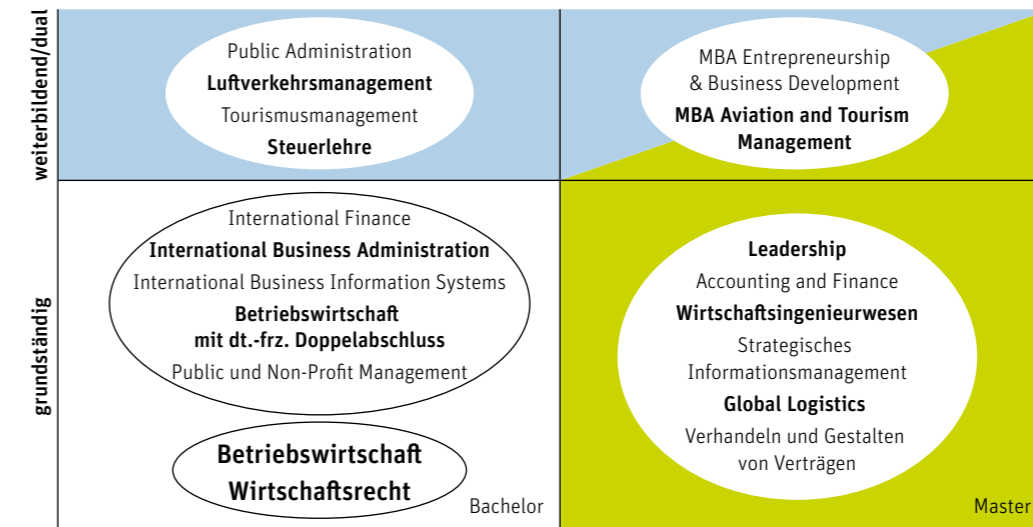 weiterbildend/dual
Public Administration
Luftverkehrsmanagement
Tourismusmanagement
Steuerlehre
MBA Entrepreneurship
& Business Development
MBA Aviation and Tourism
Management
grundständig
International Finance
International Business Administration
International Business Information Systems
Betriebswirtschaft
mit dt.-frz. Doppelabschluss
Public und Non-Profit Management
Betriebswirtschaft
Wirtschaftsrecht
Bachelor
Leadership
Accounting and Finance
Wirtschaftsingenieurwesen
Strategisches
Informationsmanagement
Global Logistics
Verhandeln und Gestalten
von Verträgen
Master